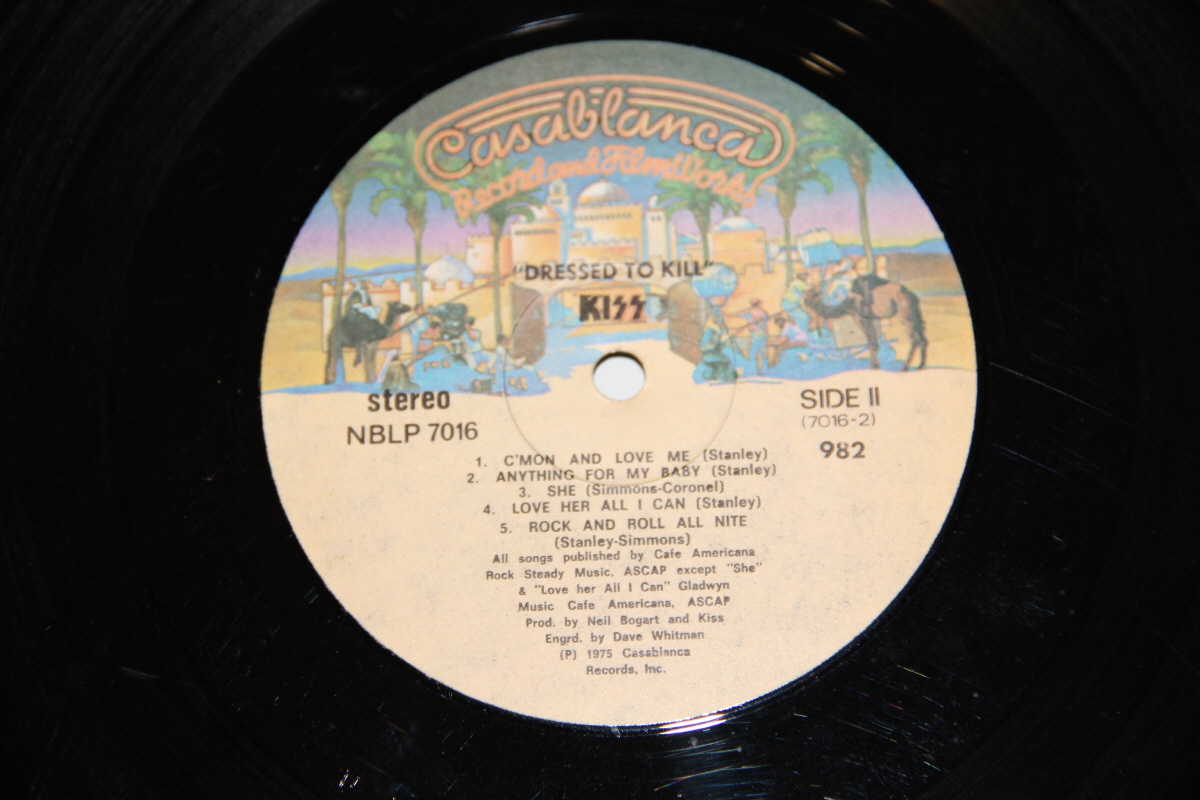 Casablanca
Record and FilmWorks
"DRESSED TO KILL"
KISS
stereo
NBLP 7016
SIDE II
(7016-2)
982
1. C'MON AND LOVE ME (Stanley)
2. ANYTHING FOR MY BABY (Stanley)
3. SHE (Simmons-Coronel)
4. LOVE HER ALL I CAN (Stanley)
5. ROCK AND ROLL ALL NITE
(Stanley-Simmons)
All songs published by Cafe Americana
Rock Steady Music, ASCAP except "She"
& "Love her All I Can" Gladwyn
Music Cafe Americana, ASCAP
Prod. by Neil Bogart and Kiss
Engrd. by Dave Whitman
(P) 1975 Casablanca
Records, Inc.